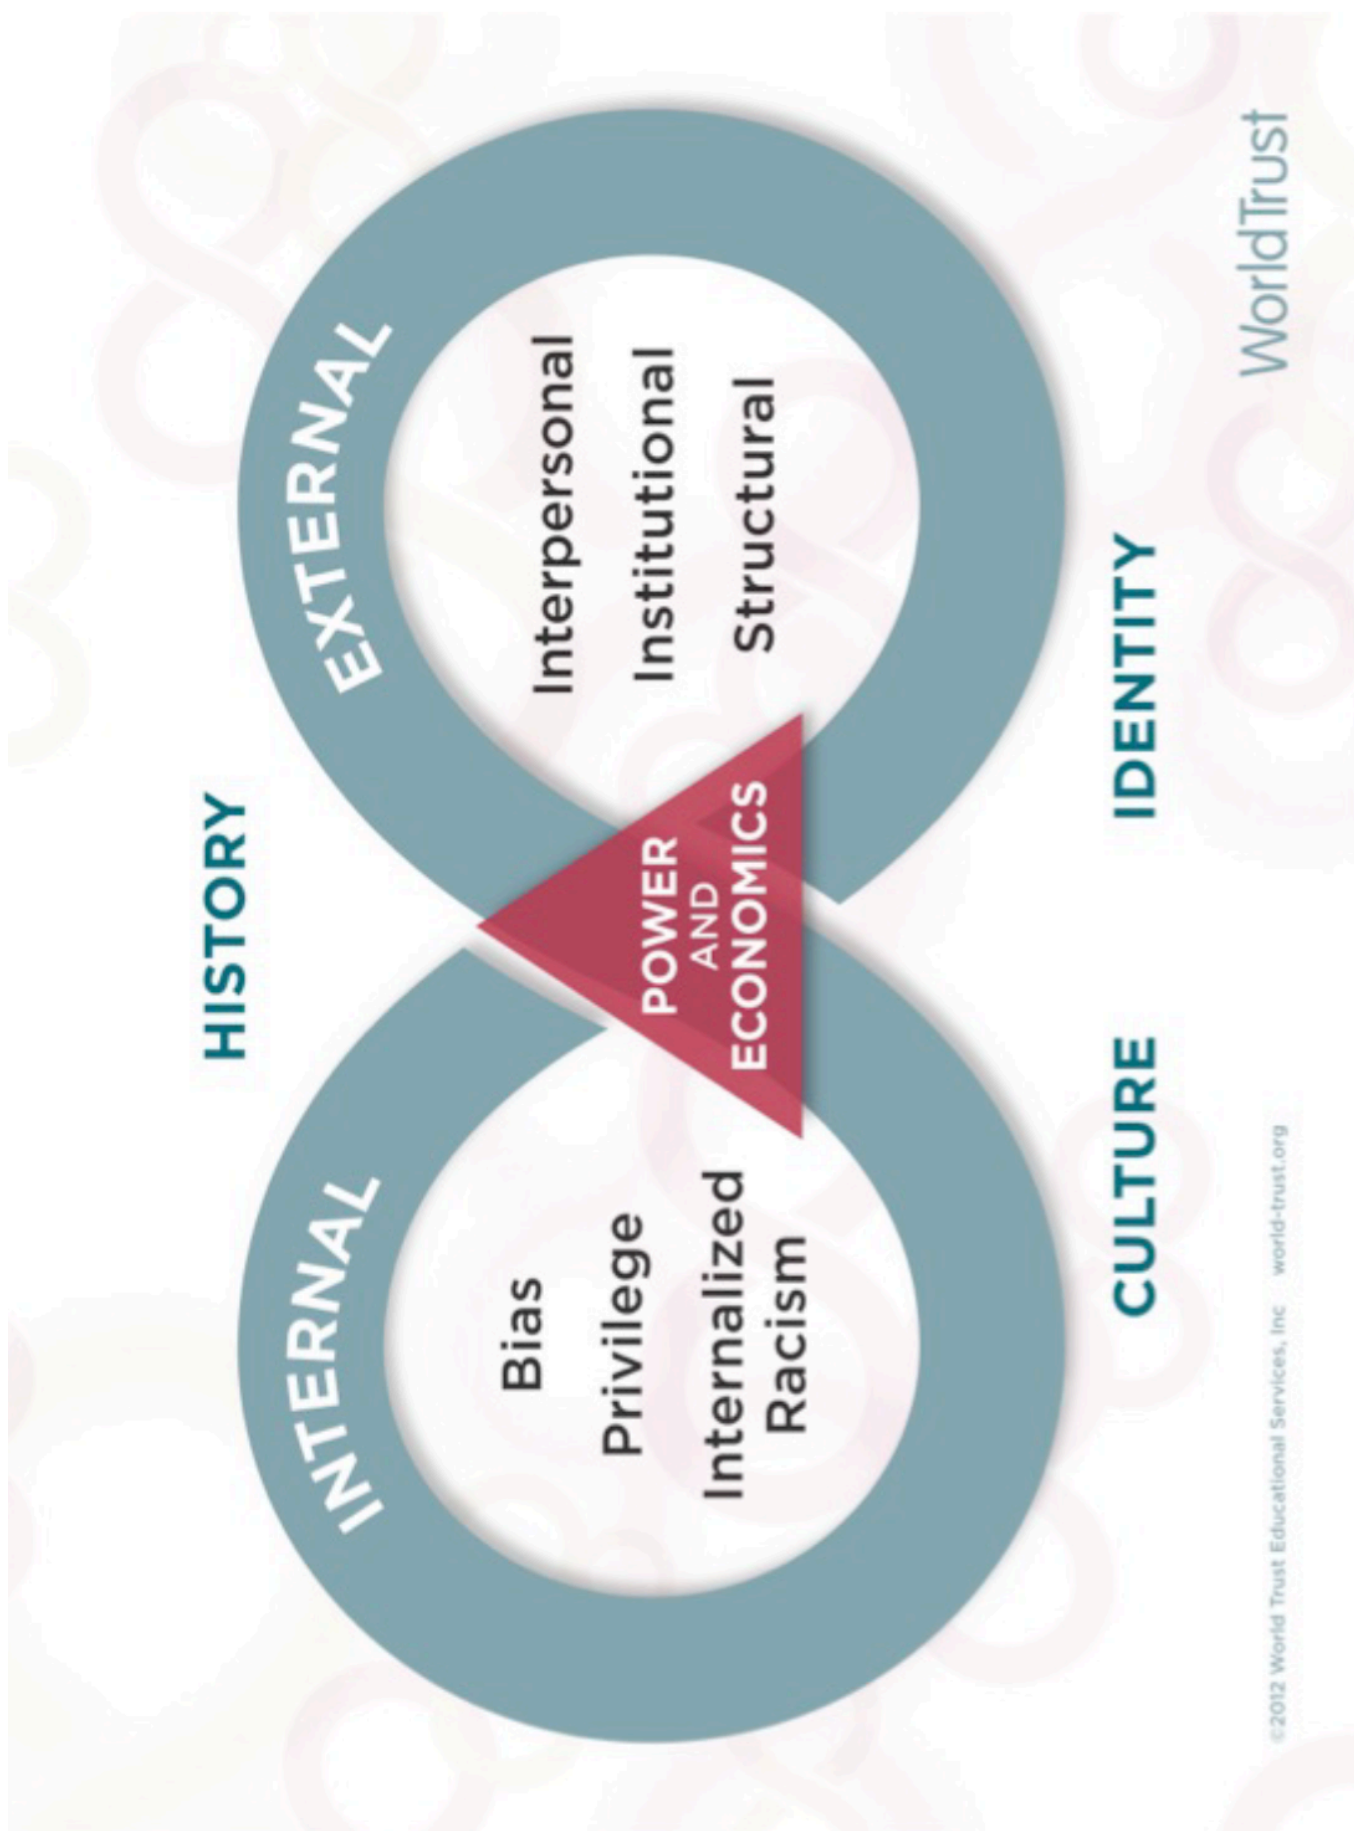 HISTORY
INTERNAL
Bias
Privilege
Internalized
Racism
POWER
AND
ECONOMICS
EXTERNAL
Interpersonal
Institutional
Structural
CULTURE
IDENTITY
©2012 World Trust Educational Services, Inc world-trust.org
WorldTrust